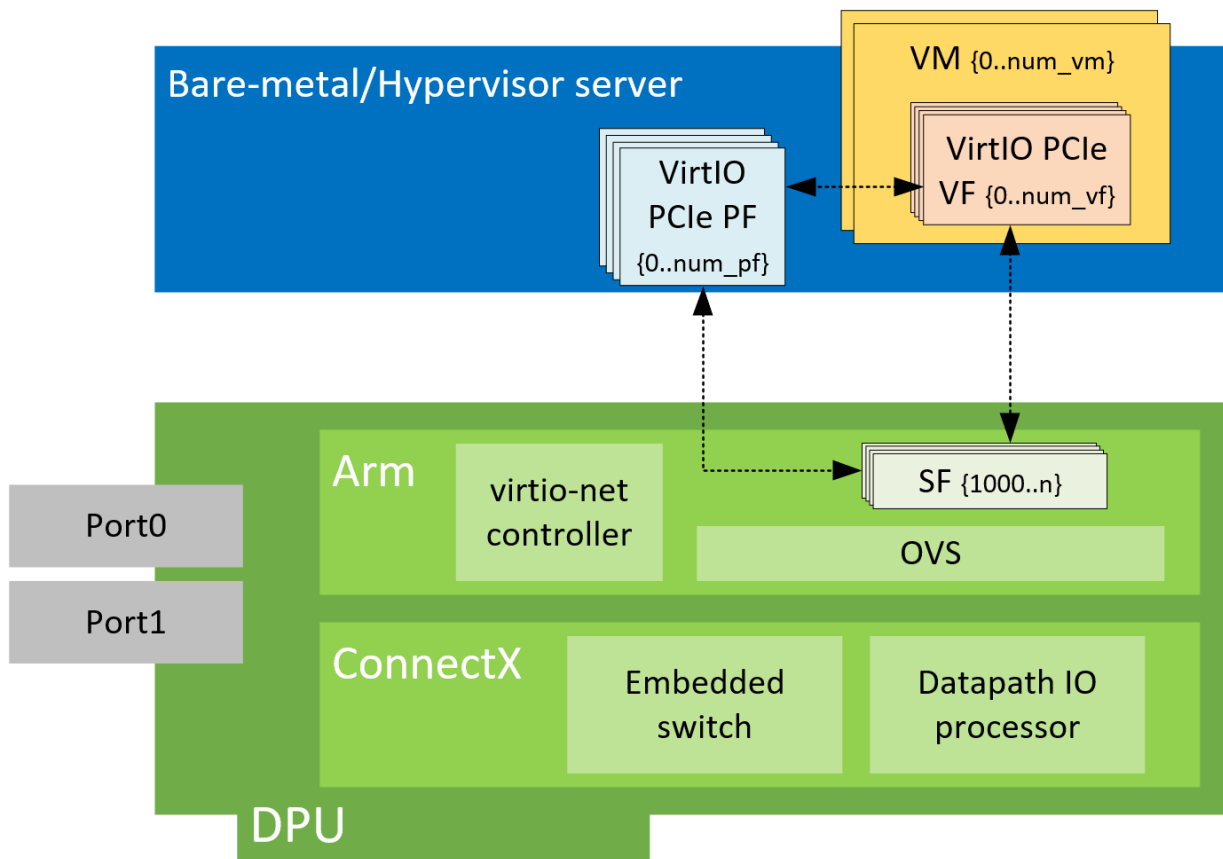 Bare-metal/Hypervisor server
VM {0..num_vm}
VirtIO
PCIe PF
{0..num_pf}
VirtIO PCIe
VF {0..num_vf}
Arm
virtio-net
controller
SF {1000..n}
OVS
Port0
Port1
ConnectX
Embedded
switch
Datapath IO
processor
DPU